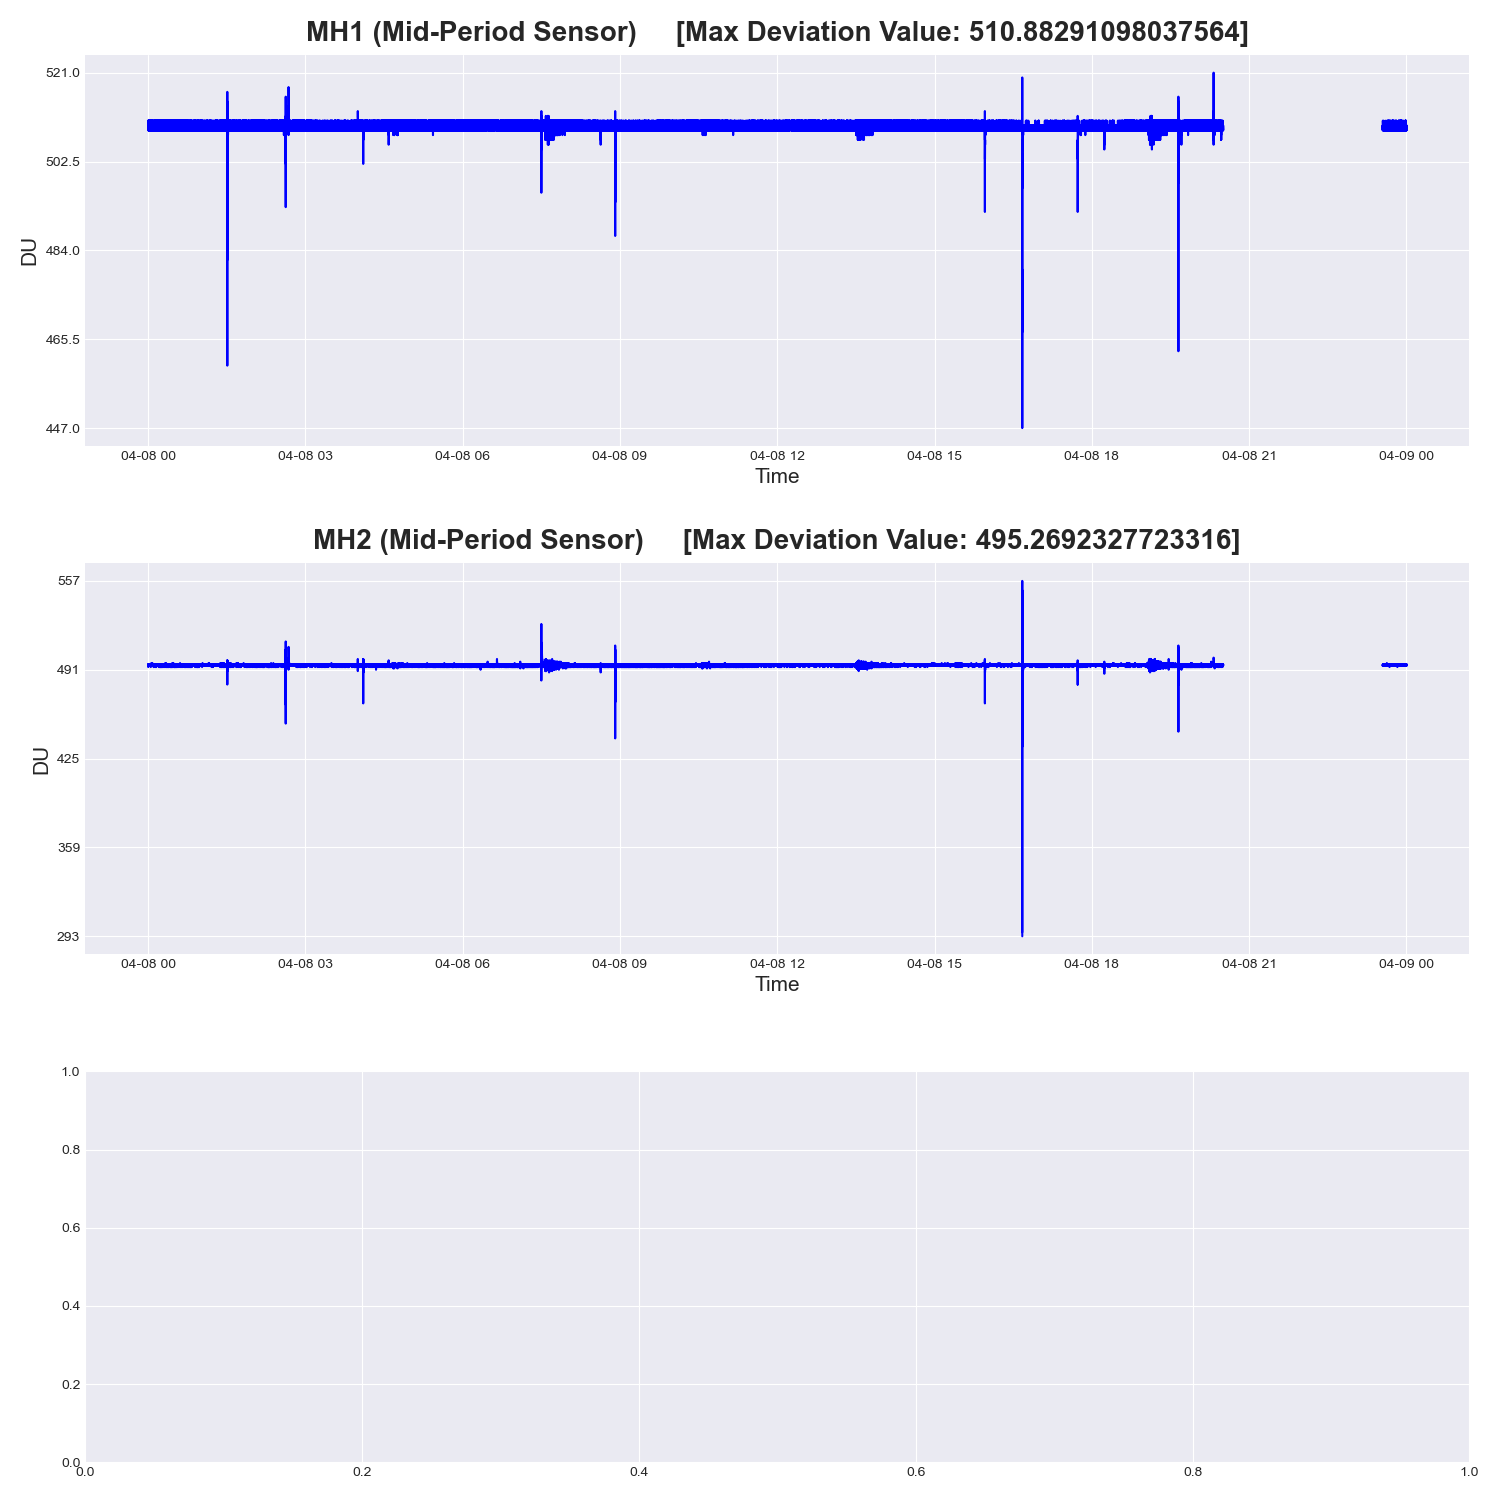 MH1 (Mid-Period Sensor) [Max Deviation Value: 510.88291098037564]
521.0
502.5
484.0
465.5
447.0
DU
04-08 00 04-08 03 04-08 06 04-08 09 04-08 12 04-08 15 04-08 18 04-08 21 04-09 00
Time
MH2 (Mid-Period Sensor) [Max Deviation Value: 495.2692327723316]
557
491
425
359
293
DU
04-08 00 04-08 03 04-08 06 04-08 09 04-08 12 04-08 15 04-08 18 04-08 21 04-09 00
Time
1.0
0.8
0.6
0.4
0.2
0.0
0.0 0.2 0.4 0.6 0.8 1.0